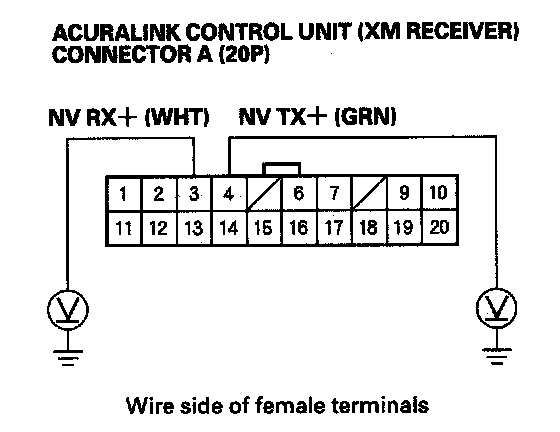 ACURALINK CONTROL UNIT (XM RECEIVER)
CONNECTOR A (20P)
NV RX+ (WHT) NV TX+ (GRN)
1 2 3 4 6 7 9 10
11 12 13 14 15 16 17 18 19 20
V V
Wire side of female terminals